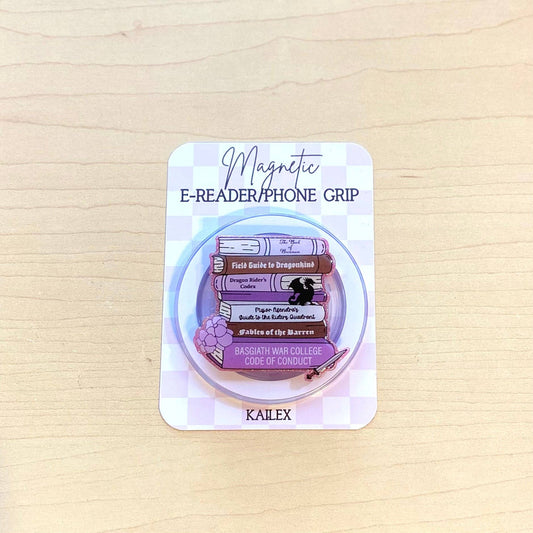 Magnetic
E-READER/PHONE GRIP
The Book
of
Brennan
Field Guide to Dragonkind
Dragon Rider's
Codex
Major Afendra's
Guide to the Riders Quadrant
Fables of the Barren
BASGIATH WAR COLLEGE
CODE OF CONDUCT
KAILEX